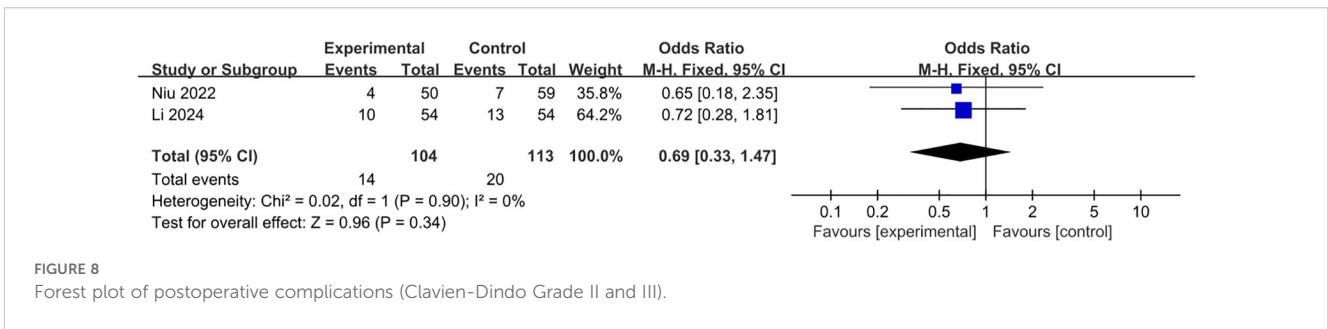 Experimental Control Odds Ratio Odds Ratio
Study or Subgroup Events Total Events Total Weight M-H, Fixed, 95% CI M-H, Fixed, 95% CI
Niu 2022 4 50 7 59 35.8% 0.65 [0.18, 2.35]
Li 2024 10 54 13 54 64.2% 0.72 [0.28, 1.81]
Total (95% CI) 104 113 100.0% 0.69 [0.33, 1.47]
Total events 14 20
Heterogeneity: Chi² = 0.02, df = 1 (P = 0.90); I² = 0%
Test for overall effect: Z = 0.96 (P = 0.34)
0.1 0.2 0.5 1 2 5 10
Favours [experimental] Favours [control]
FIGURE 8
Forest plot of postoperative complications (Clavien-Dindo Grade II and III).